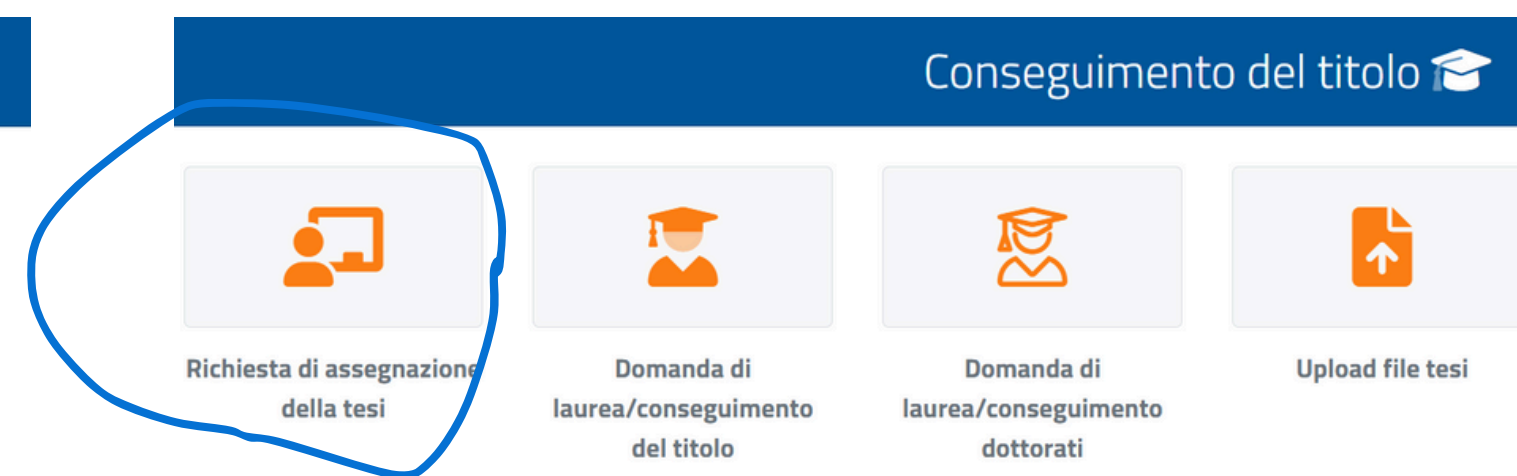 Conseguimento del titolo
Richiesta di assegnazione
della tesi
Domanda di
laurea/conseguimento
del titolo
Domanda di
laurea/conseguimento
dottorati
Upload file tesi